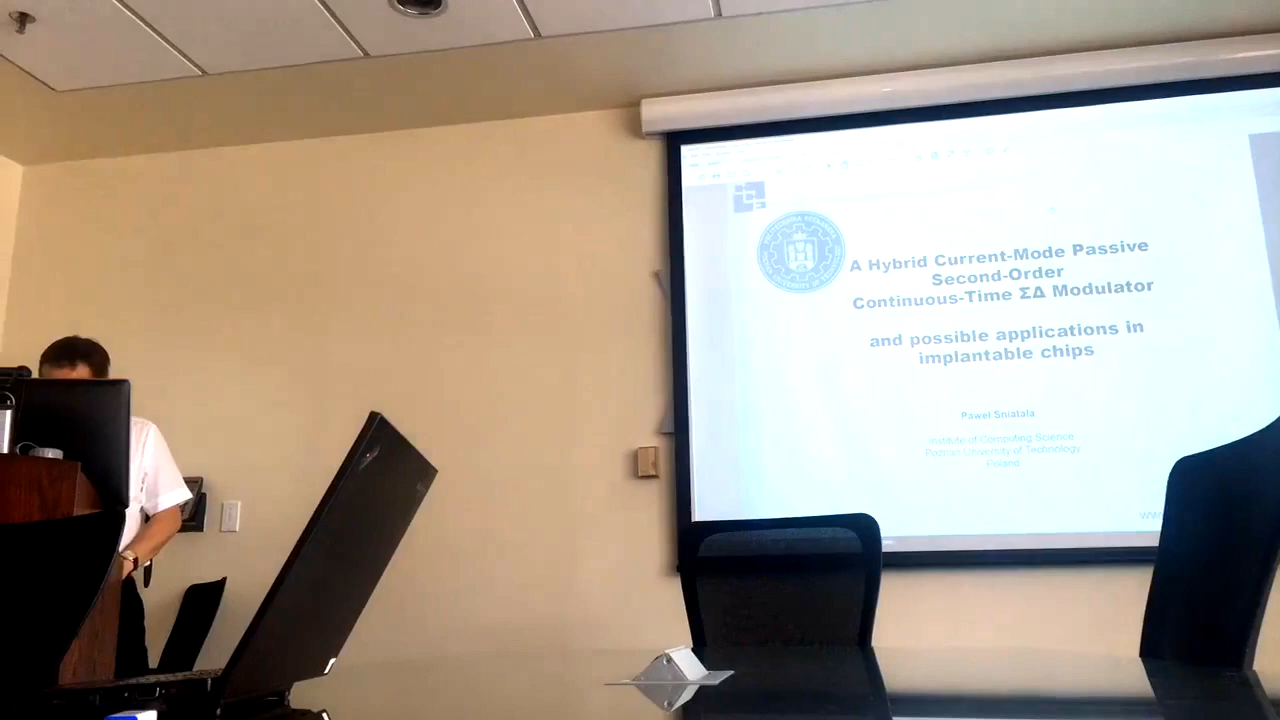 A Hybrid Current-Mode Passive
Second-Order
Continuous-Time ΣΔ Modulator
and possible applications in
implantable chips
Pawel Sniatala
Institute of Computing Science
Poznan University of Technology
Poland